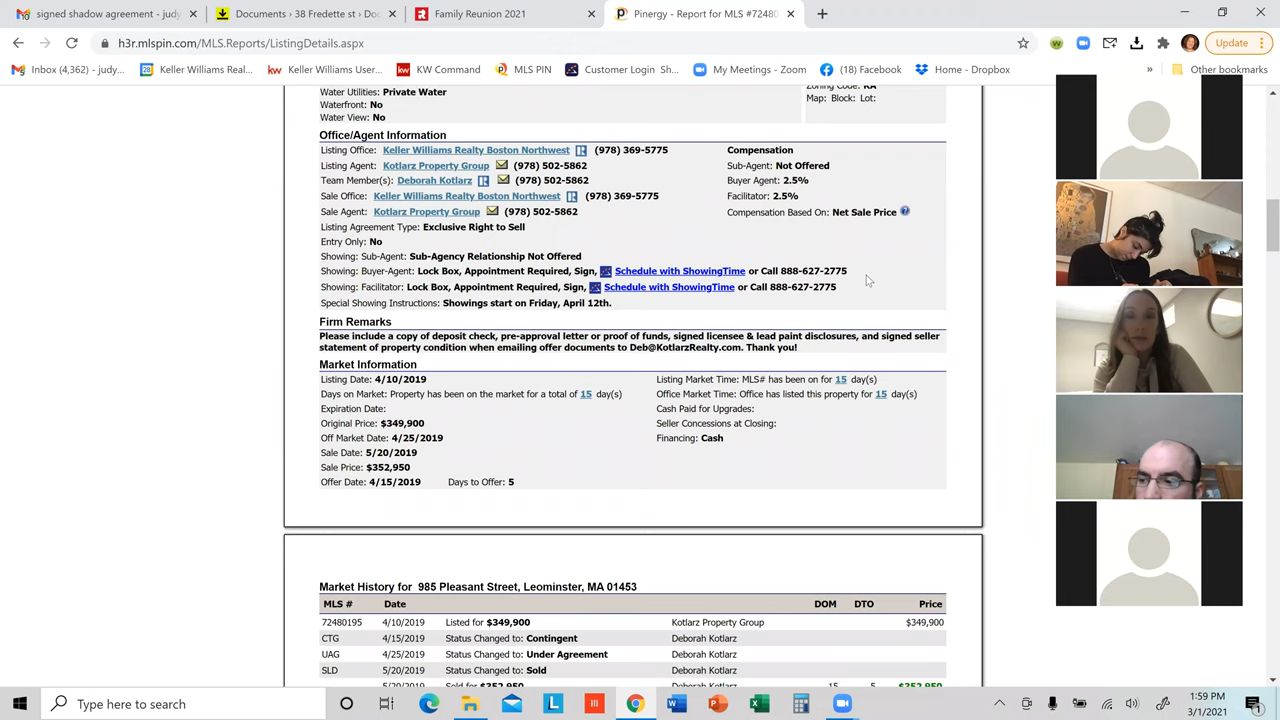 signed shadow agreement - judy
Documents › 38 Fredette st › Doc
Family Reunion 2021
Pinergy - Report for MLS #72480
h3r.mlspin.com/MLS.Reports/ListingDetails.aspx
Update
Inbox (4,362) - judy...
Keller Williams Real...
Keller Williams User...
KW Command
MLS PIN
Customer Login Sh...
My Meetings - Zoom
(18) Facebook
Home - Dropbox
»
Other bookmarks
Water Utilities: Private Water
Waterfront: No
Water View: No
Zoning Code: RA
Map: Block: Lot:
Office/Agent Information
Listing Office: Keller Williams Realty Boston Northwest (978) 369-5775
Listing Agent: Kotlarz Property Group (978) 502-5862
Team Member(s): Deborah Kotlarz (978) 502-5862
Sale Office: Keller Williams Realty Boston Northwest (978) 369-5775
Sale Agent: Kotlarz Property Group (978) 502-5862
Listing Agreement Type: Exclusive Right to Sell
Entry Only: No
Showing: Sub-Agent: Sub-Agency Relationship Not Offered
Showing: Buyer-Agent: Lock Box, Appointment Required, Sign, Schedule with ShowingTime or Call 888-627-2775
Showing: Facilitator: Lock Box, Appointment Required, Sign, Schedule with ShowingTime or Call 888-627-2775
Special Showing Instructions: Showings start on Friday, April 12th.
Compensation
Sub-Agent: Not Offered
Buyer Agent: 2.5%
Facilitator: 2.5%
Compensation Based On: Net Sale Price
Firm Remarks
Please include a copy of deposit check, pre-approval letter or proof of funds, signed licensee & lead paint disclosures, and signed seller
statement of property condition when emailing offer documents to Deb@KotlarzRealty.com. Thank you!
Market Information
Listing Date: 4/10/2019
Days on Market: Property has been on the market for a total of 15 day(s)
Expiration Date:
Original Price: $349,900
Off Market Date: 4/25/2019
Sale Date: 5/20/2019
Sale Price: $352,950
Offer Date: 4/15/2019 Days to Offer: 5
Listing Market Time: MLS# has been on for 15 day(s)
Office Market Time: Office has listed this property for 15 day(s)
Cash Paid for Upgrades:
Seller Concessions at Closing:
Financing: Cash
Market History for 985 Pleasant Street, Leominster, MA 01453
MLS # Date DOM DTO Price
72480195 4/10/2019 Listed for $349,900 Kotlarz Property Group $349,900
CTG 4/15/2019 Status Changed to: Contingent Deborah Kotlarz
UAG 4/25/2019 Status Changed to: Under Agreement Deborah Kotlarz
SLD 5/20/2019 Status Changed to: Sold Deborah Kotlarz
5/20/2019 Sold for $352,950 Deborah Kotlarz 15 5 $352,950
Type here to search
1:59 PM
3/1/2021